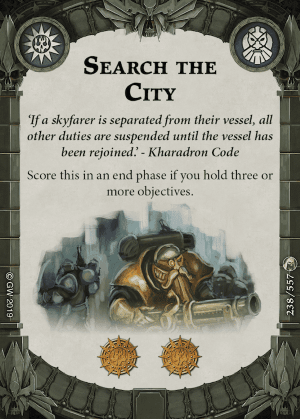 SEARCH THE
CITY
‘If a skyfarer is separated from their vessel, all
other duties are suspended until the vessel has
been rejoined.’ - Kharadron Code
Score this in an end phase if you hold three or
more objectives.
© GW 2019
238/557